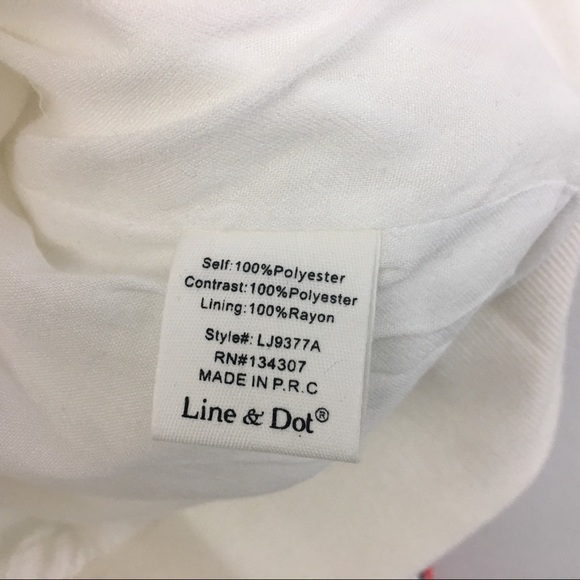 Self:100%Polyester
Contrast:100%Polyester
Lining:100%Rayon
Style#: LJ9377A
RN#134307
MADE IN P.R.C
Line & Dot®